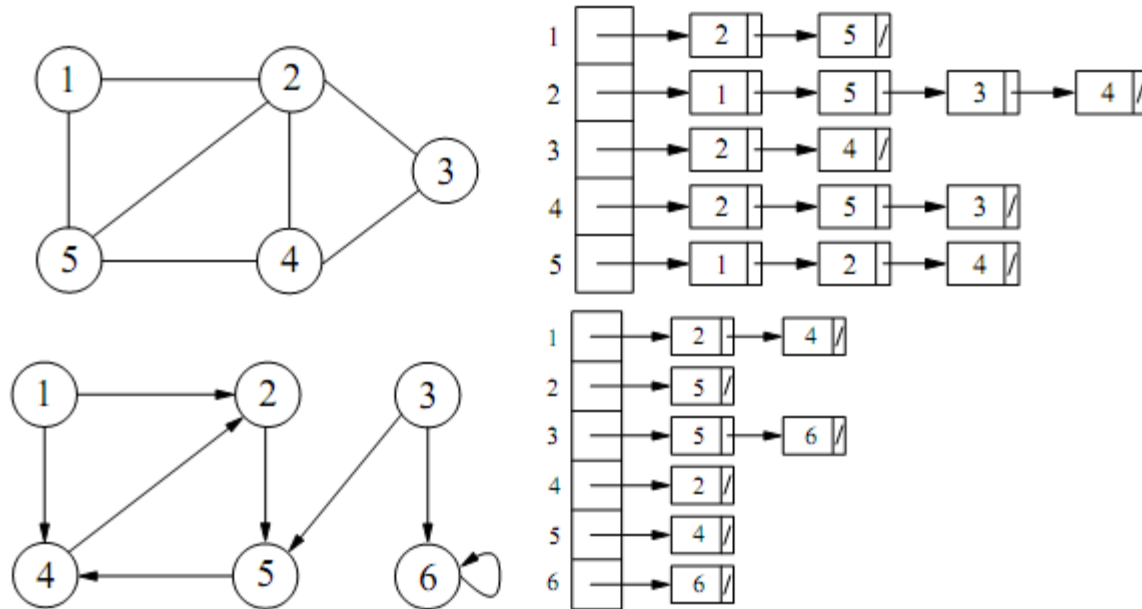 1 2
3
5 4
1 2 5 /
2 1 5 3 4 /
3 2 4 /
4 2 5 3 /
5 1 2 4 /
1 2 3
4 5 6
1 2 4 /
2 5 /
3 5 6 /
4 2 /
5 4 /
6 6 /